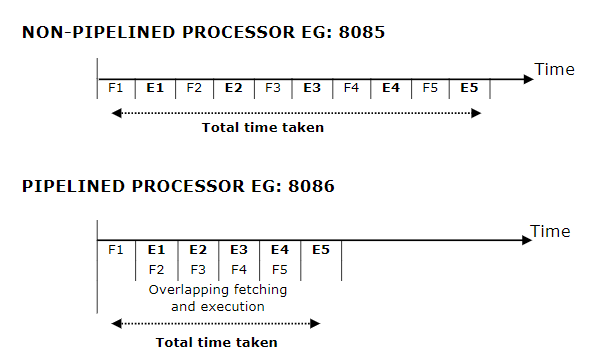 NON-PIPELINED PROCESSOR EG: 8085
Time
F1 E1 F2 E2 F3 E3 F4 E4 F5 E5
Total time taken
PIPELINED PROCESSOR EG: 8086
Time
F1 E1 E2 E3 E4 E5
F2 F3 F4 F5
Overlapping fetching
and execution
Total time taken